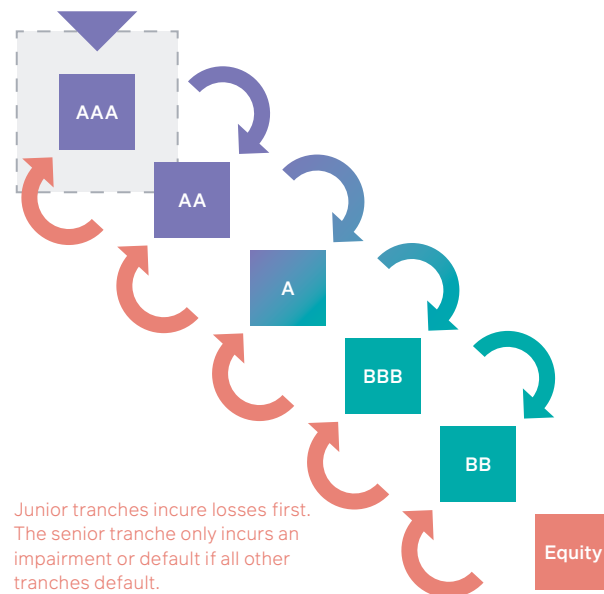 AAA
AA
A
BBB
BB
Equity
Junior tranches incure losses first.
The senior tranche only incurs an
impairment or default if all other
tranches default.